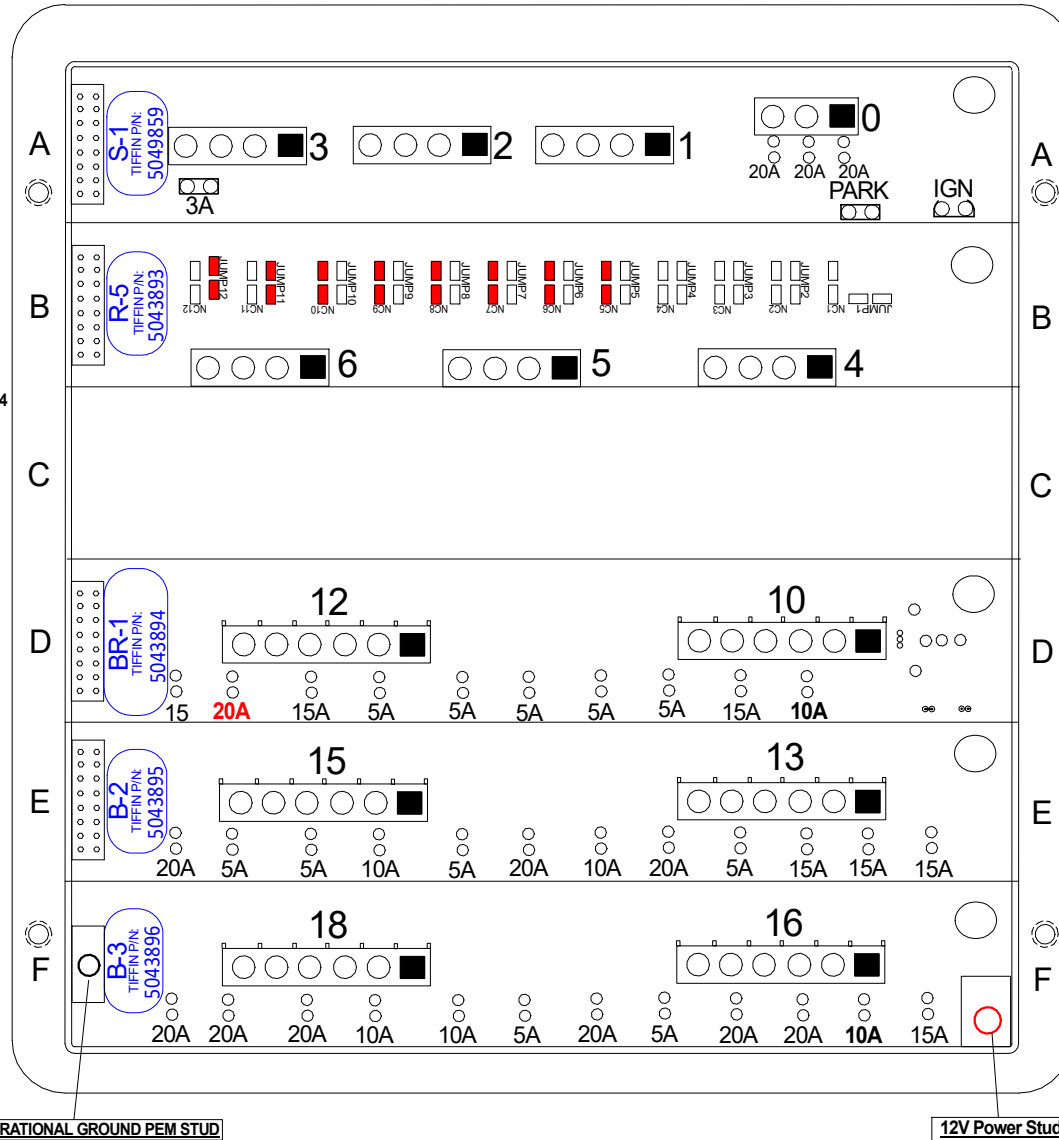 A
S-1
TIFFIN P/N:
5049859
3
2
1
0
A
3A
20A 20A 20A
PARK
IGN
B
R-5
TIFFIN P/N:
5043893
JUMP12 JUMP11 JUMP10 JUMP9 JUMP8 JUMP7 JUMP6 JUMP5 JUMP4 JUMP3 JUMP2 JUMP1
NC12 NC11 NC10 NC9 NC8 NC7 NC6 NC5 NC4 NC3 NC2 NC1
B
6
5
4
4
C
C
D
BR-1
TIFFIN P/N:
5043894
12
10
D
15 20A 15A 5A 5A 5A 5A 5A 15A 10A
E
B-2
TIFFIN P/N:
5043895
15
13
E
20A 5A 5A 10A 5A 20A 10A 20A 5A 15A 15A 15A
F
B-3
TIFFIN P/N:
5043896
18
16
F
20A 20A 20A 10A 10A 5A 20A 5A 20A 20A 10A 15A
RATIONAL GROUND PEM STUD
12V Power Stud